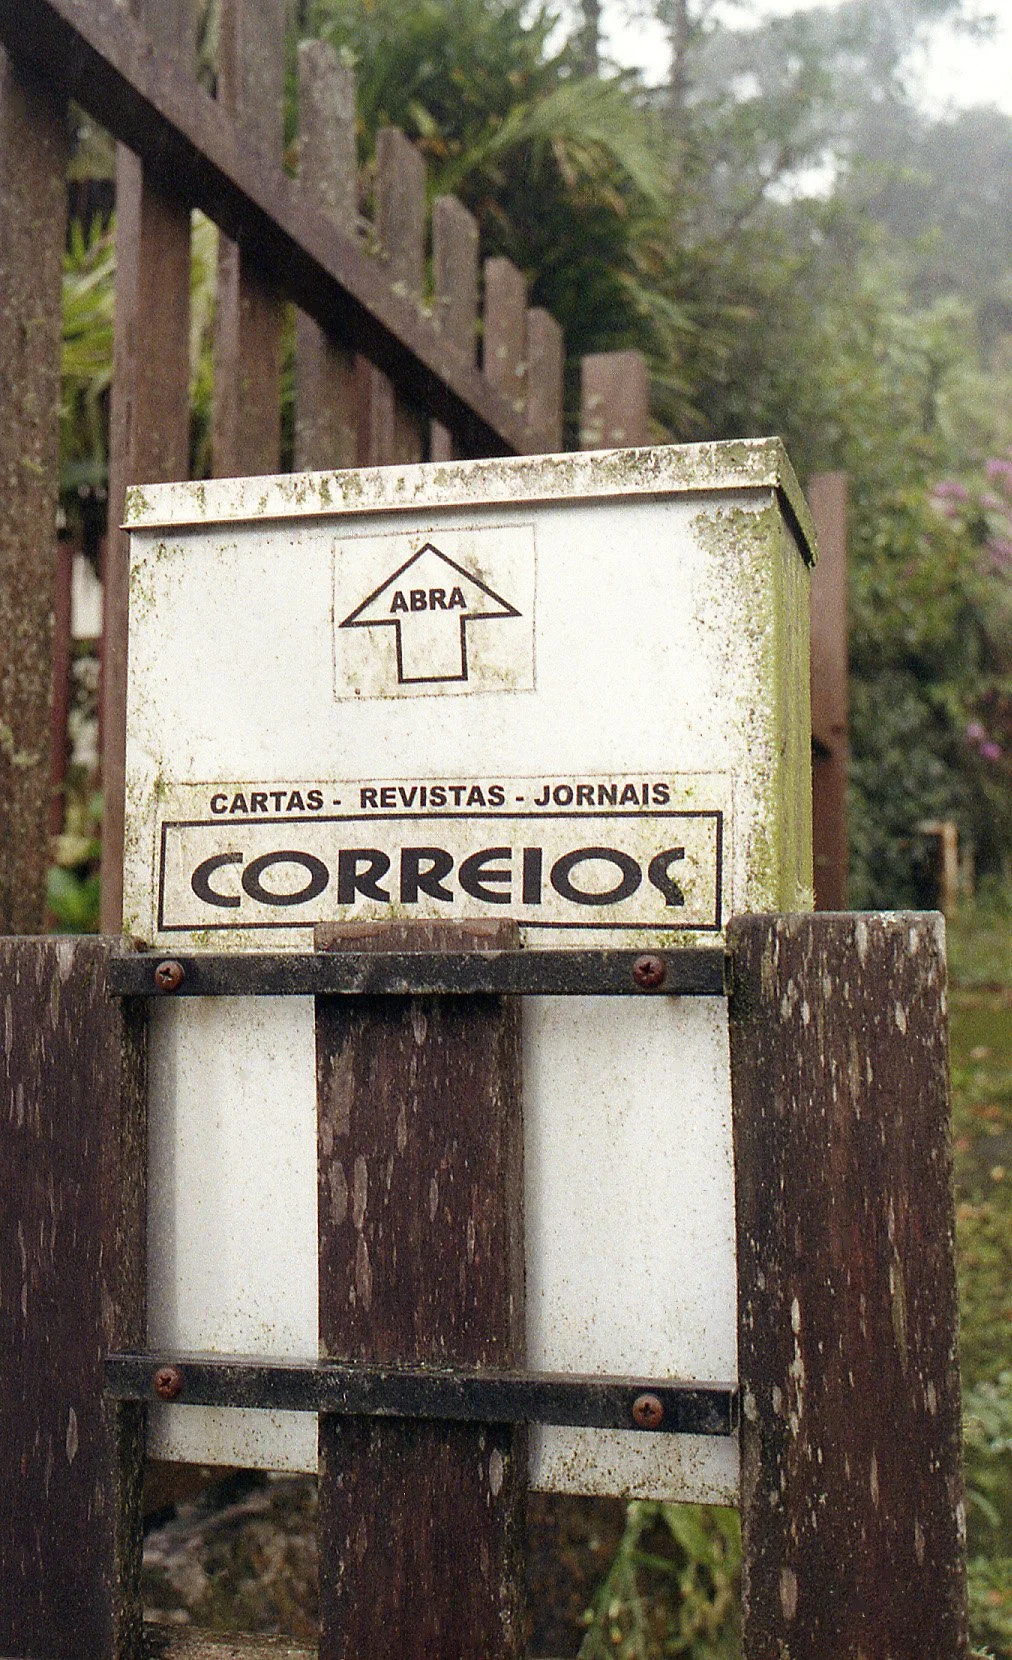 ABRA
CARTAS - REVISTAS - JORNAIS
CORREIOS